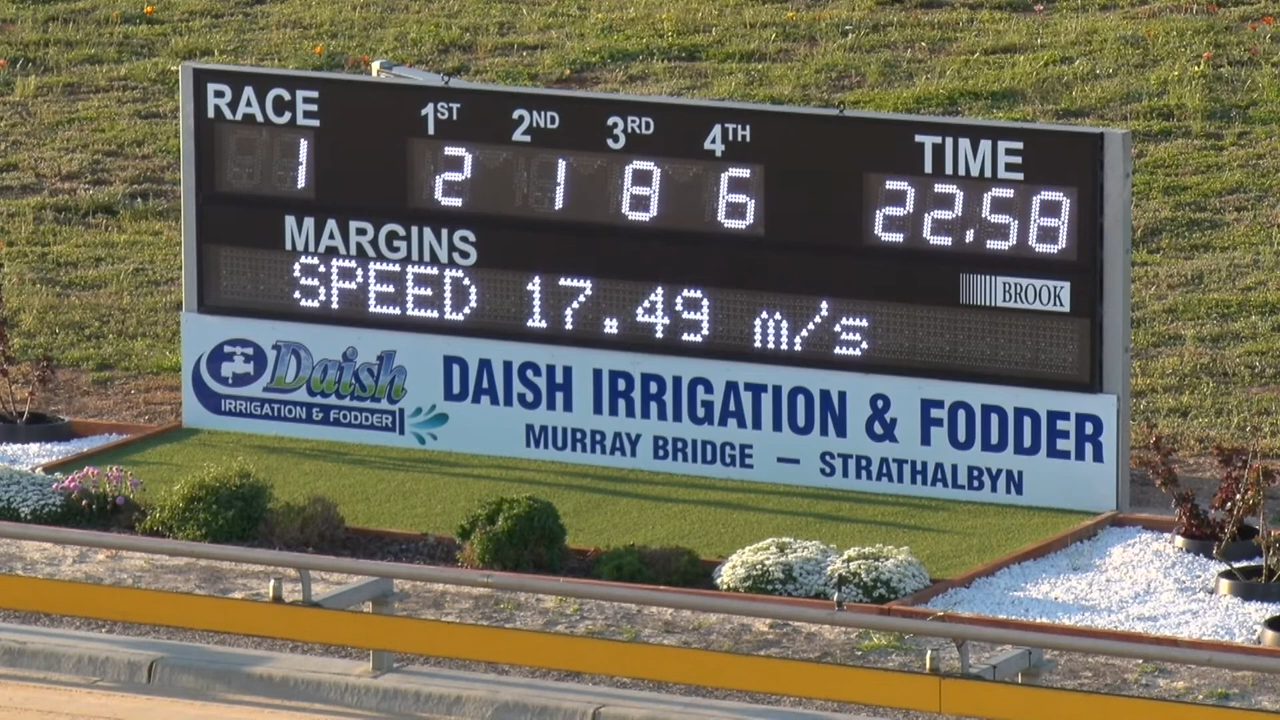 RACE 1ST 2ND 3RD 4TH TIME
1 2 1 8 6 22.58
MARGINS
SPEED 17.49 m/s
BROOK
Daish
IRRIGATION & FODDER
DAISH IRRIGATION & FODDER
MURRAY BRIDGE – STRATHALBYN